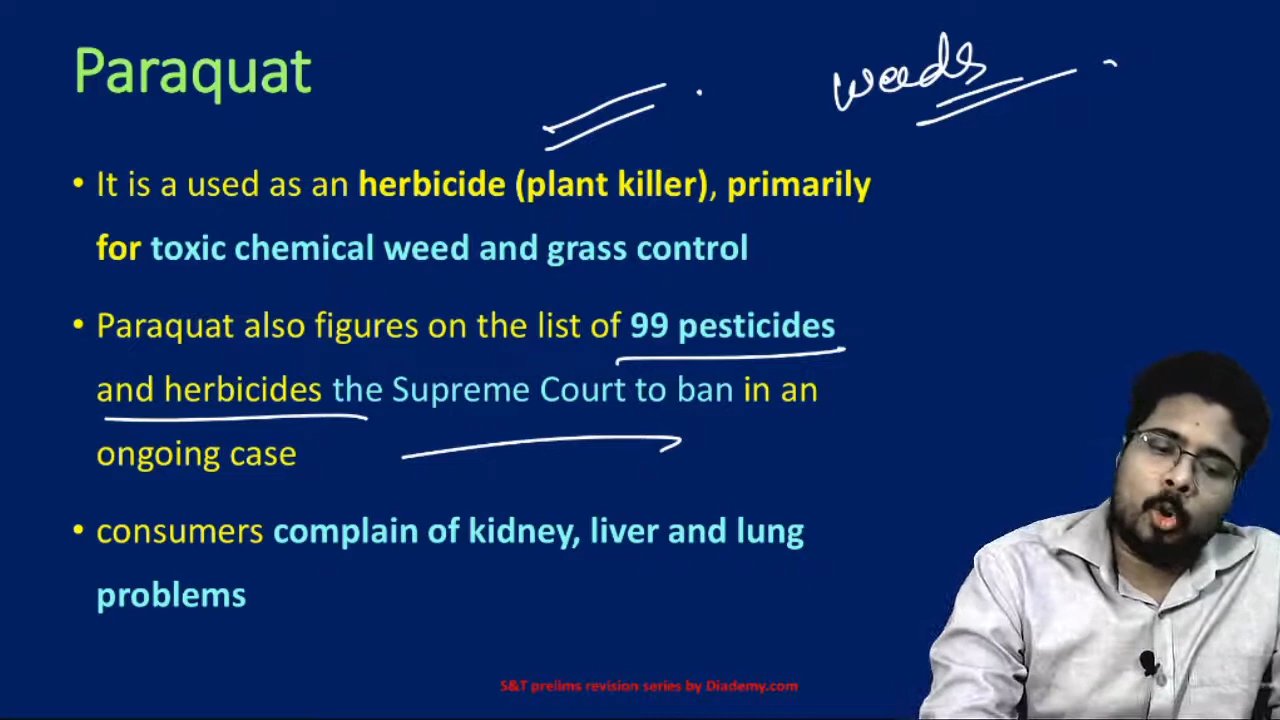 Paraquat
weeds
• It is a used as an herbicide (plant killer), primarily
for toxic chemical weed and grass control
• Paraquat also figures on the list of 99 pesticides
and herbicides the Supreme Court to ban in an
ongoing case
• consumers complain of kidney, liver and lung
problems
S&T prelims revision series by Diademy.com